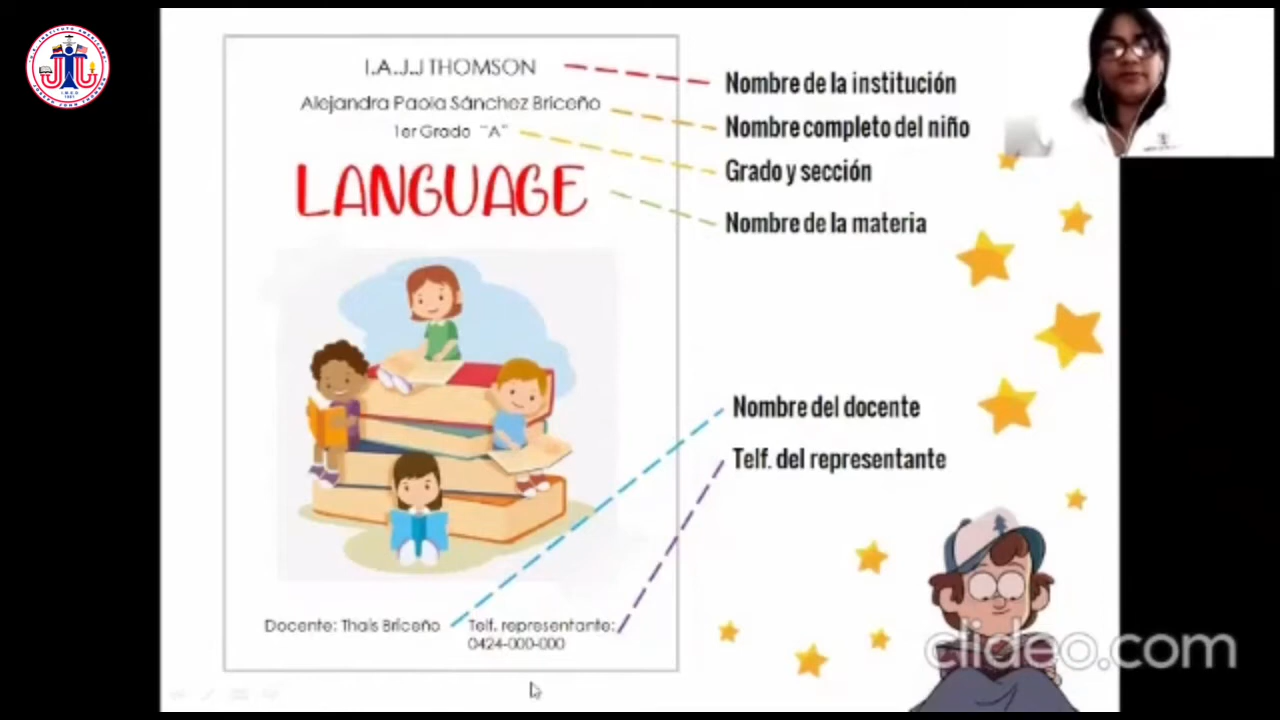 I.A.J.J THOMSON
Alejandra Paola Sánchez Briceño
1er Grado "A"
LANGUAGE
Docente: Thais Briceño
Telf. representante:
0424-000-000
Nombre de la institución
Nombre completo del niño
Grado y sección
Nombre de la materia
Nombre del docente
Telf. del representante
clideo.com